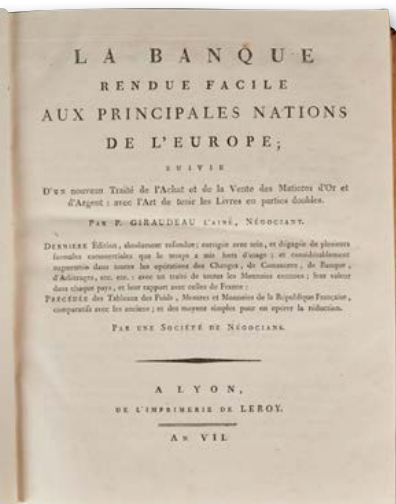 LA BANQUE
RENDUE FACILE
AUX PRINCIPALES NATIONS
DE L'EUROPE;
SUIVIE
D'UN nouveau Traité de l'Achat et de la Vente des Matieres d'Or et
d'Argent : avec l'Art de tenir les Livres en parties doubles.
PAR P. GIRAUDEAU L'AINÉ, NÉGOCIANT.
DERNIERE Édition, absolument refondue; corrigée avec soin, et dégagée de plusieurs
formules commerciales que le temps a mis hors d'usage ; et considérablement
augmentée dans toutes les opérations des Changes, de Commerce, de Banque,
d'Arbitrages, etc. etc. : avec un traité de toutes les Monnoies connues ; leur valeur
dans chaque pays, et leur rapport avec celles de France :
PRÉCÉDÉE des Tableaux des Poids, Mesures et Monnoies de la République Française,
comparatifs avec les anciens ; et des moyens simples pour en opérer la réduction.
PAR UNE SOCIÉTÉ DE NÉGOCIANS.
A LYON,
DE L'IMPRIMERIE DE LEROY.
AN VII.